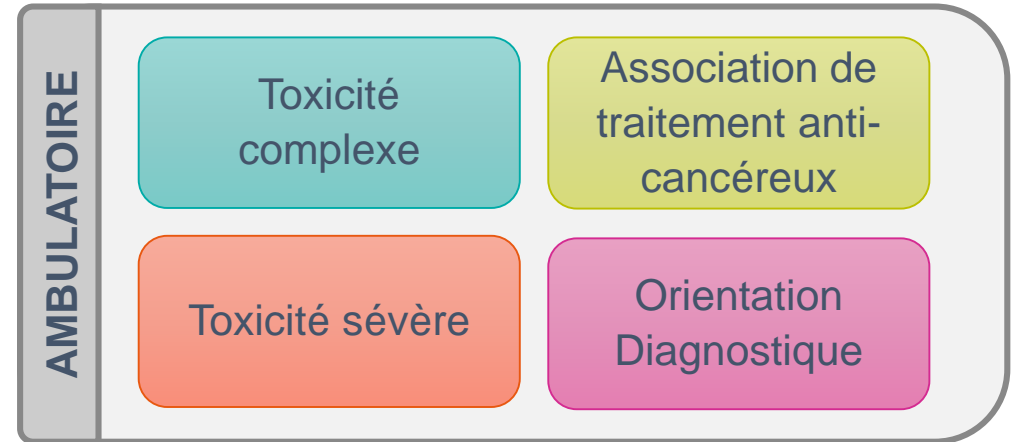 AMBULATOIRE
Toxicité
complexe
Association de
traitement anti-
cancéreux
Toxicité sévère
Orientation
Diagnostique